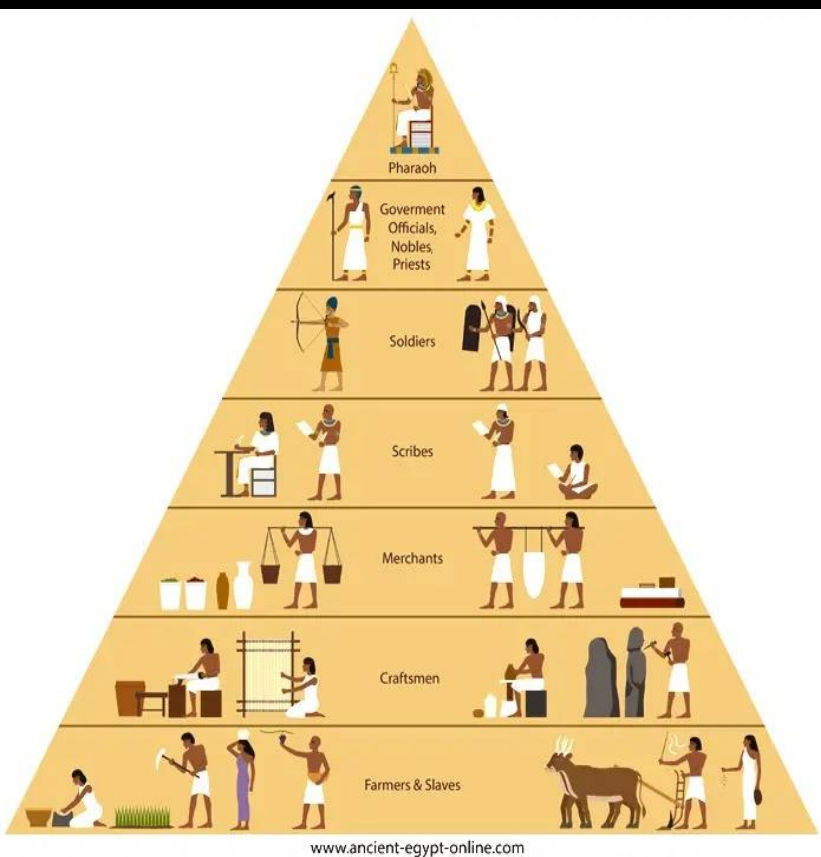 Pharaoh
Goverment
Officials,
Nobles,
Priests
Soldiers
Scribes
Merchants
Craftsmen
Farmers & Slaves
www.ancient-egypt-online.com